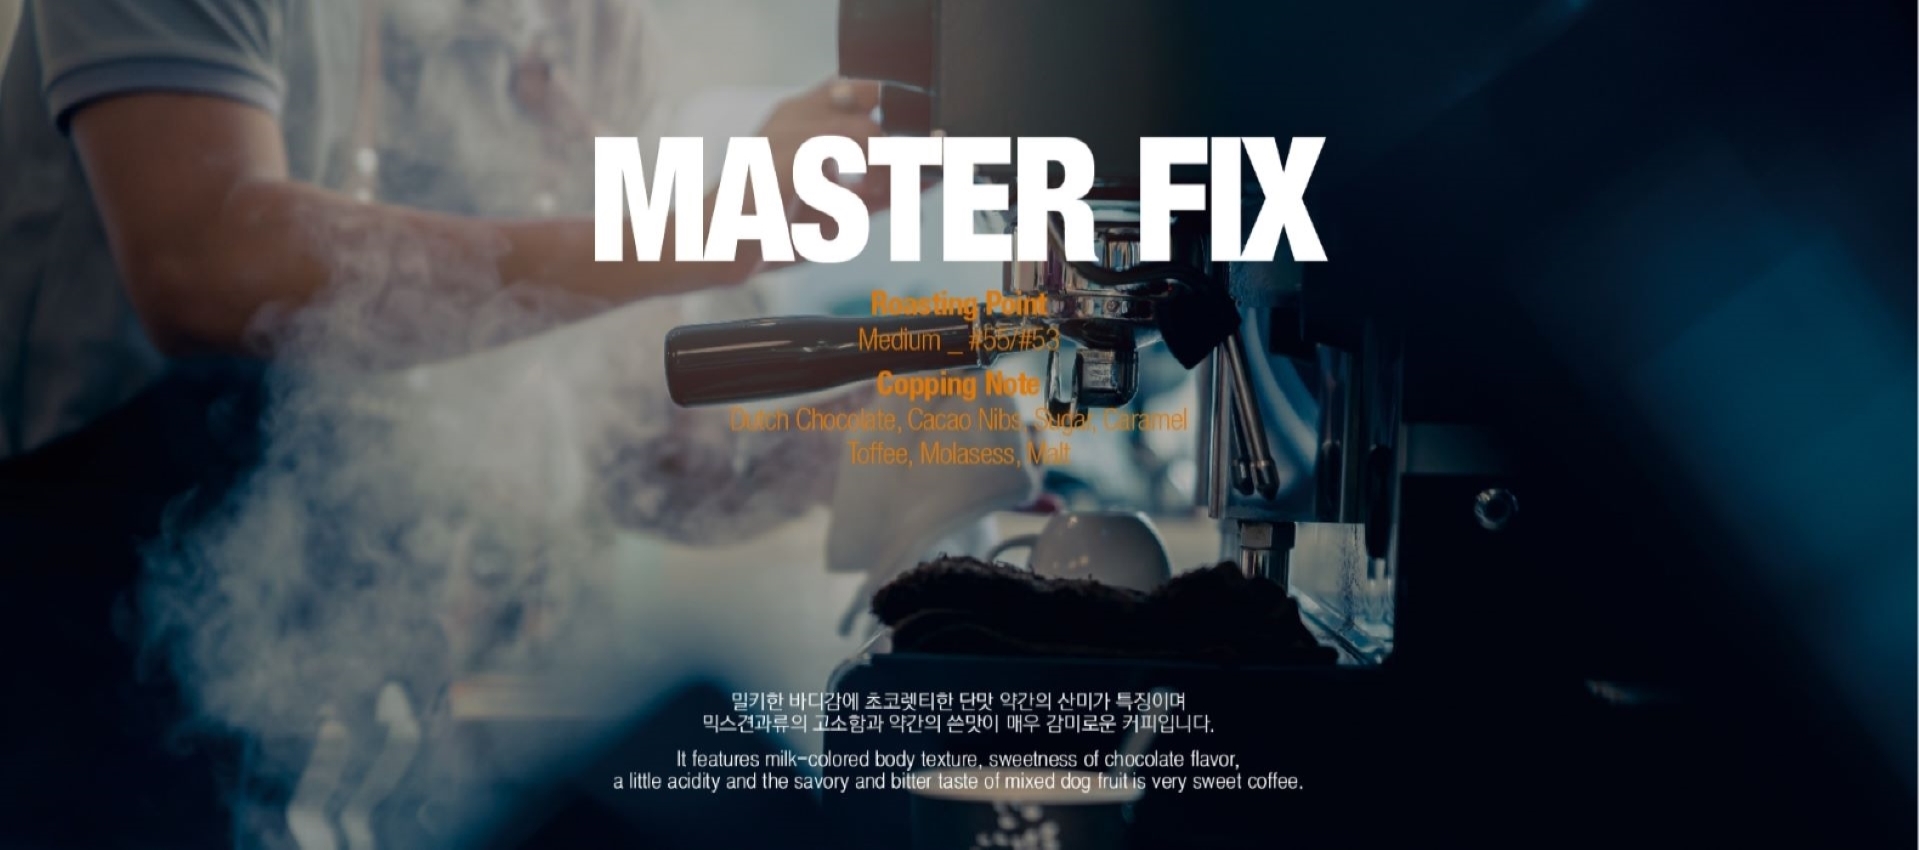 MASTER FIX
Roasting Point
Medium _ #55/#53
Copping Note
Dutch Chocolate, Cacao Nibs, Sugar, Caramel
Toffee, Molasess, Malt
밀키한 바디감에 초코렛티한 단맛 약간의 산미가 특징이며
믹스견과류의 고소함과 약간의 쓴맛이 매우 감미로운 커피입니다.
It features milk-colored body texture, sweetness of chocolate flavor,
a little acidity and the savory and bitter taste of mixed dog fruit is very sweet coffee.